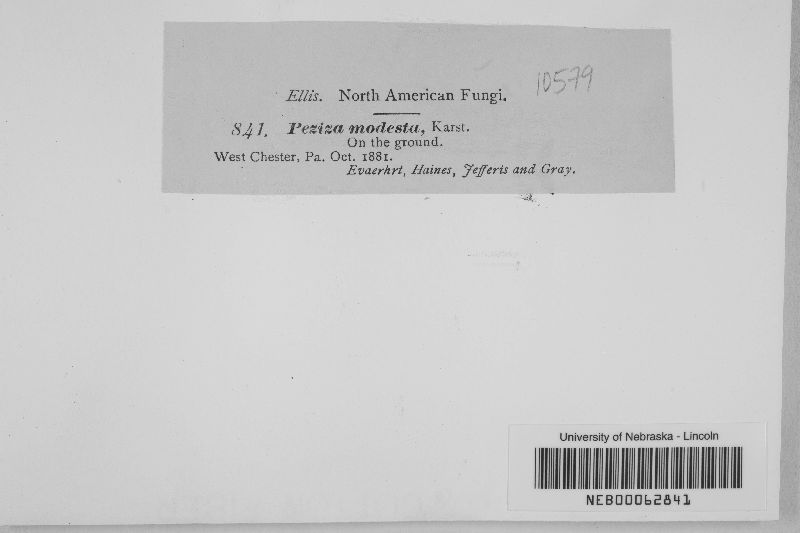 10579
Ellis. North American Fungi.
841. Peziza modesta, Karst.
On the ground.
West Chester, Pa. Oct. 1881.
Evaerhrt, Haines, Jefferis and Gray.
University of Nebraska - Lincoln
NEB00062841